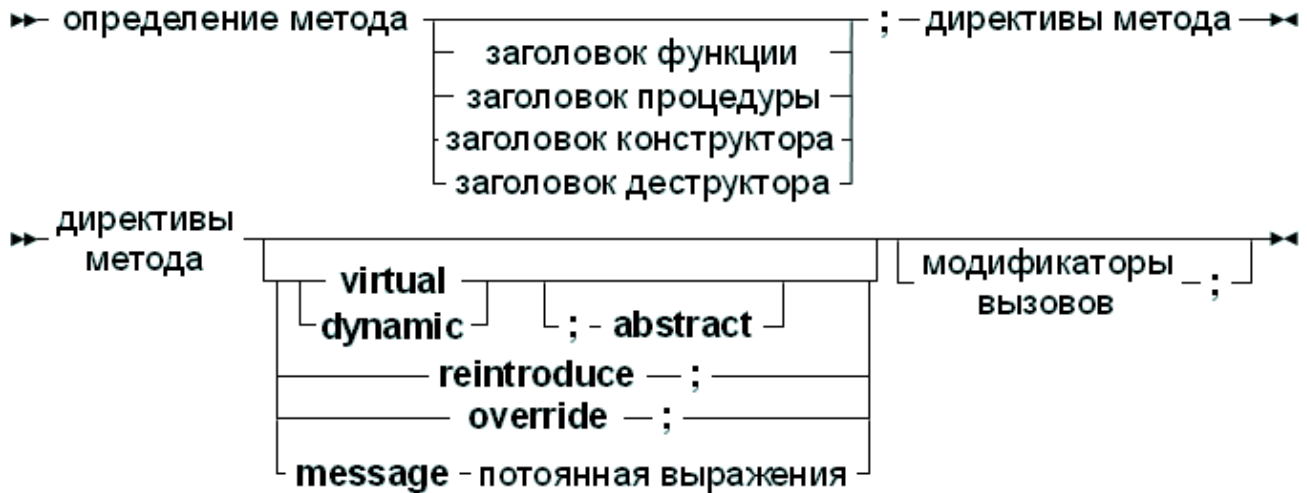 определение метода ; директивы метода
заголовок функции
заголовок процедуры
заголовок конструктора
заголовок деструктора
директивы
метода
virtual
dynamic
; abstract
reintroduce ;
override ;
message потоянная выражения
модификаторы
вызовов ;